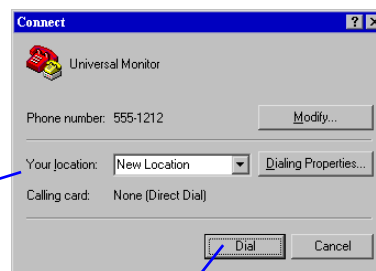 Connect
Universal Monitor
Phone number: 555-1212 Modify...
Your location: New Location Dialing Properties...
Calling card: None (Direct Dial)
Dial Cancel